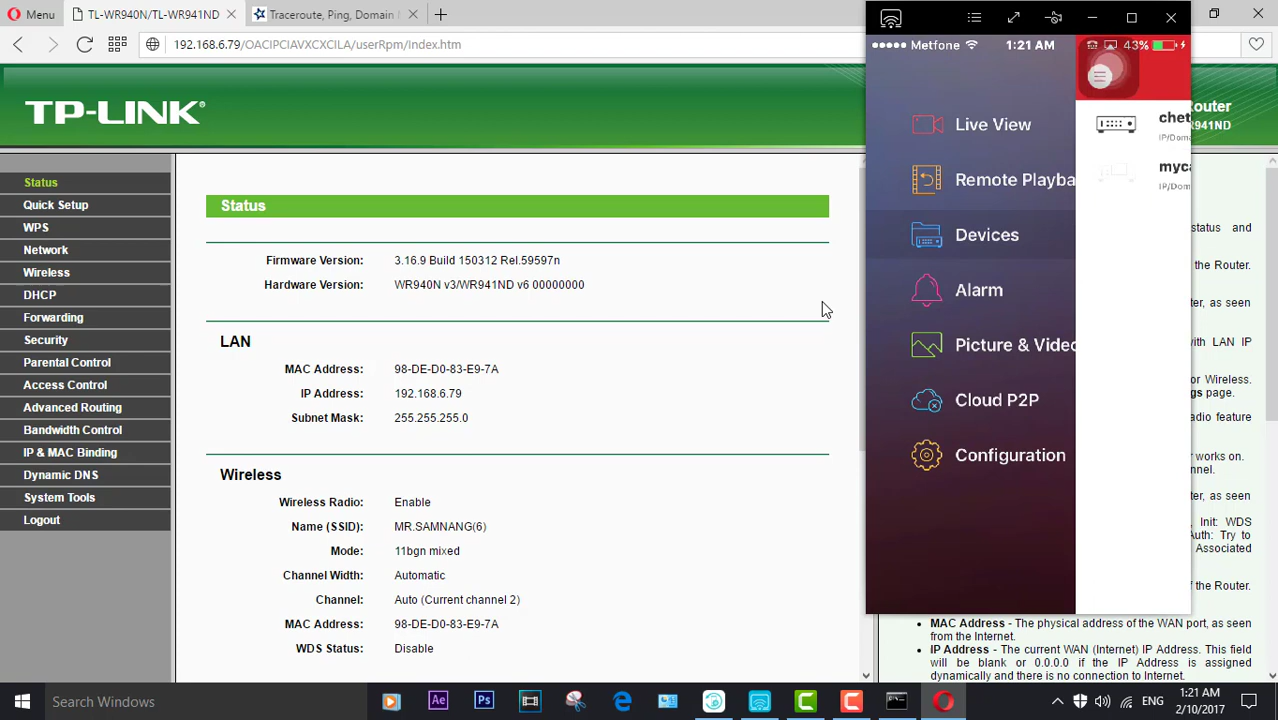 Menu
TL-WR940N/TL-WR941ND
Traceroute, Ping, Domain
192.168.6.79/OACIPCIAVXCXCILA/userRpm/Index.htm
TP-LINK®
Router
R941ND
Status
Quick Setup
WPS
Network
Wireless
DHCP
Forwarding
Security
Parental Control
Access Control
Advanced Routing
Bandwidth Control
IP & MAC Binding
Dynamic DNS
System Tools
Logout
Status
Firmware Version: 3.16.9 Build 150312 Rel.59597n
Hardware Version: WR940N v3/WR941ND v6 00000000
LAN
MAC Address: 98-DE-D0-83-E9-7A
IP Address: 192.168.6.79
Subnet Mask: 255.255.255.0
Wireless
Wireless Radio: Enable
Name (SSID): MR.SAMNANG(6)
Mode: 11bgn mixed
Channel Width: Automatic
Channel: Auto (Current channel 2)
MAC Address: 98-DE-D0-83-E9-7A
WDS Status: Disable
Metfone 1:21 AM 43%
Live View
Remote Playba
Devices
Alarm
Picture & Video
Cloud P2P
Configuration
chet
IP/Doma
myca
IP/Dom
status and
the Router.
ter, as seen
with LAN IP
or Wireless.
gs page.
adio feature
r works on.
nnel.
ter, as seen
Init: WDS
Auth: Try to
Associated
of the Router.
MAC Address - The physical address of the WAN port, as seen
from the Internet.
IP Address - The current WAN (Internet) IP Address. This field
will be blank or 0.0.0.0 if the IP Address is assigned
dynamically and there is no connection to Internet.
Search Windows
Ae
Ps
ENG
1:21 AM
2/10/2017